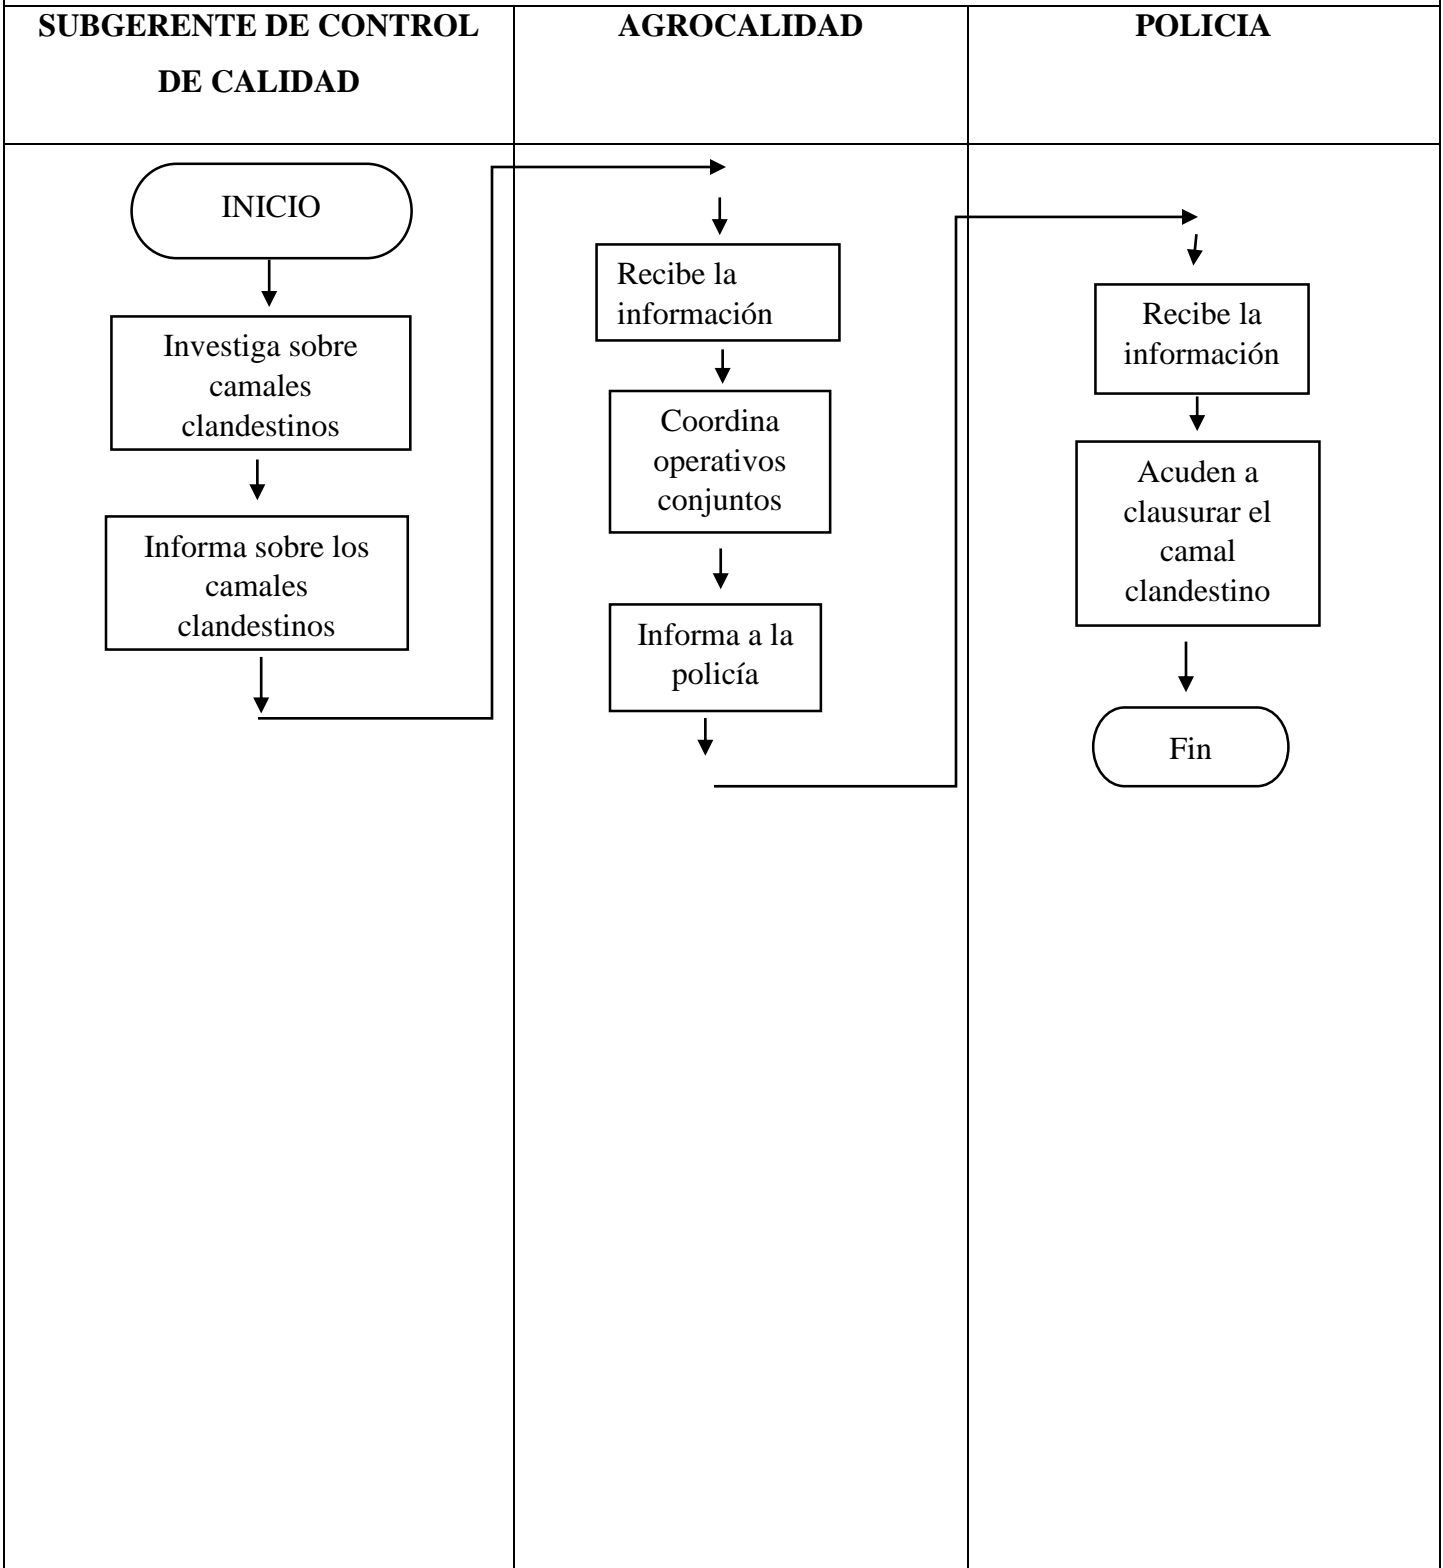 SUBGERENTE DE CONTROL
DE CALIDAD
AGROCALIDAD
POLICIA
INICIO
Investiga sobre
camales
clandestinos
Informa sobre los
camales
clandestinos
Recibe la
información
Coordina
operativos
conjuntos
Informa a la
policía
Recibe la
información
Acuden a
clausurar el
camal
clandestino
Fin